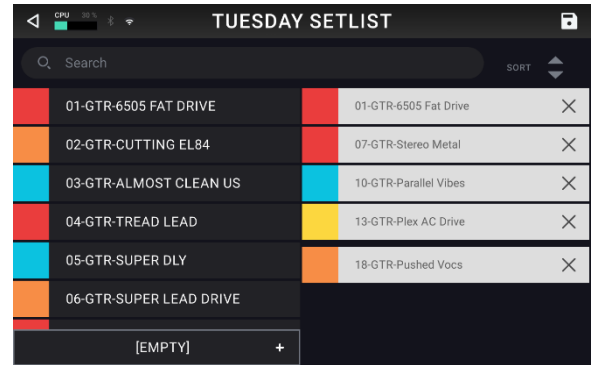 CPU 30 %
TUESDAY SETLIST
Search
SORT
01-GTR-6505 FAT DRIVE
02-GTR-CUTTING EL84
03-GTR-ALMOST CLEAN US
04-GTR-TREAD LEAD
05-GTR-SUPER DLY
06-GTR-SUPER LEAD DRIVE
[EMPTY] +
01-GTR-6505 Fat Drive
07-GTR-Stereo Metal
10-GTR-Parallel Vibes
13-GTR-Plex AC Drive
18-GTR-Pushed Vocs